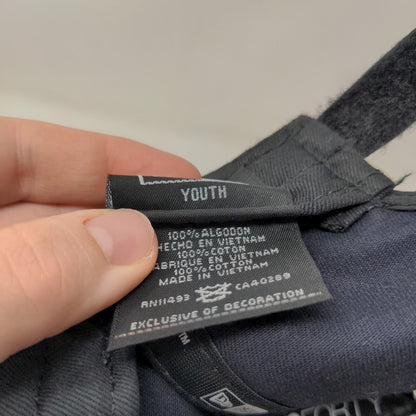 YOUTH
100% ALGODON
HECHO EN VIETNAM
100% COTON
FABRIQUE EN VIETNAM
100% COTTON
MADE IN VIETNAM
RN11493 CA40289
EXCLUSIVE OF DECORATION
TM